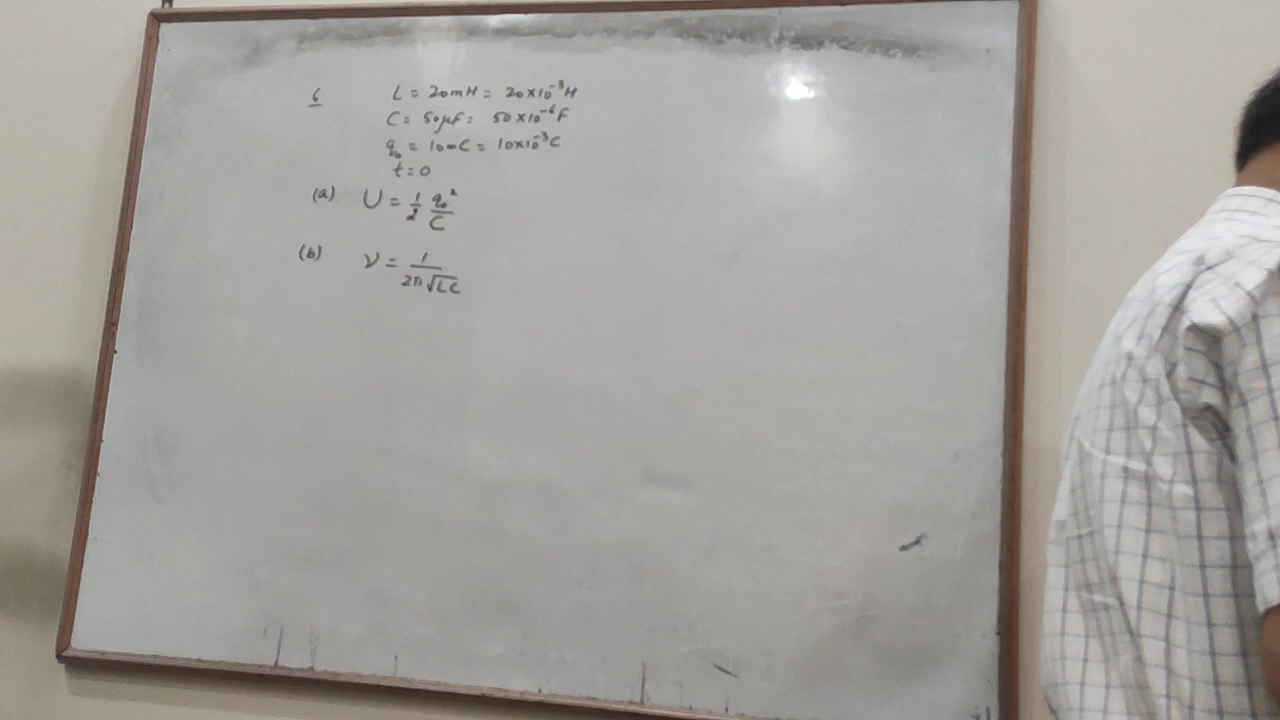 6 L = 20mH = 20×10⁻³H
C = 50μF = 50×10⁻⁶F
q₀ = 10mC = 10×10⁻³C
t = 0
(a) U = 1/2 q₀²/C
(b) ν = 1/2π√LC